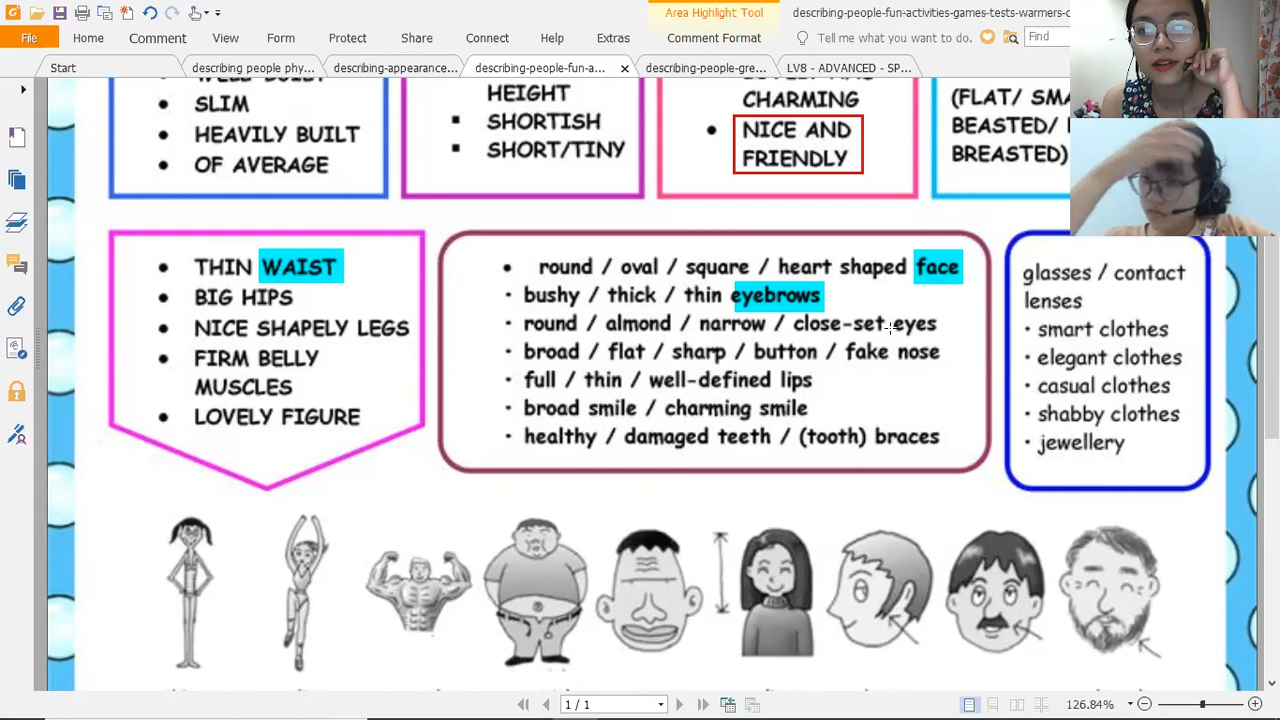 Area Highlight Tool
describing-people-fun-activities-games-tests-warmers-c
File
Home
Comment
View
Form
Protect
Share
Connect
Help
Extras
Comment Format
Tell me what you want to do..
Find
Start
describing people phy...
describing-appearance...
describing-people-fun-a...
describing-people-gre...
LV8 - ADVANCED - SP...
• SLIM
• HEAVILY BUILT
• OF AVERAGE
HEIGHT
▪ SHORTISH
▪ SHORT/TINY
CHARMING
• NICE AND
FRIENDLY
(FLAT/ SMA
BEASTED/
BREASTED)
• THIN WAIST
• BIG HIPS
• NICE SHAPELY LEGS
• FIRM BELLY
MUSCLES
• LOVELY FIGURE
• round / oval / square / heart shaped face
· bushy / thick / thin eyebrows
· round / almond / narrow / close-set eyes
· broad / flat / sharp / button / fake nose
· full / thin / well-defined lips
· broad smile / charming smile
· healthy / damaged teeth / (tooth) braces
glasses / contact
lenses
• smart clothes
• elegant clothes
• casual clothes
• shabby clothes
• jewellery
1 / 1
126.84%